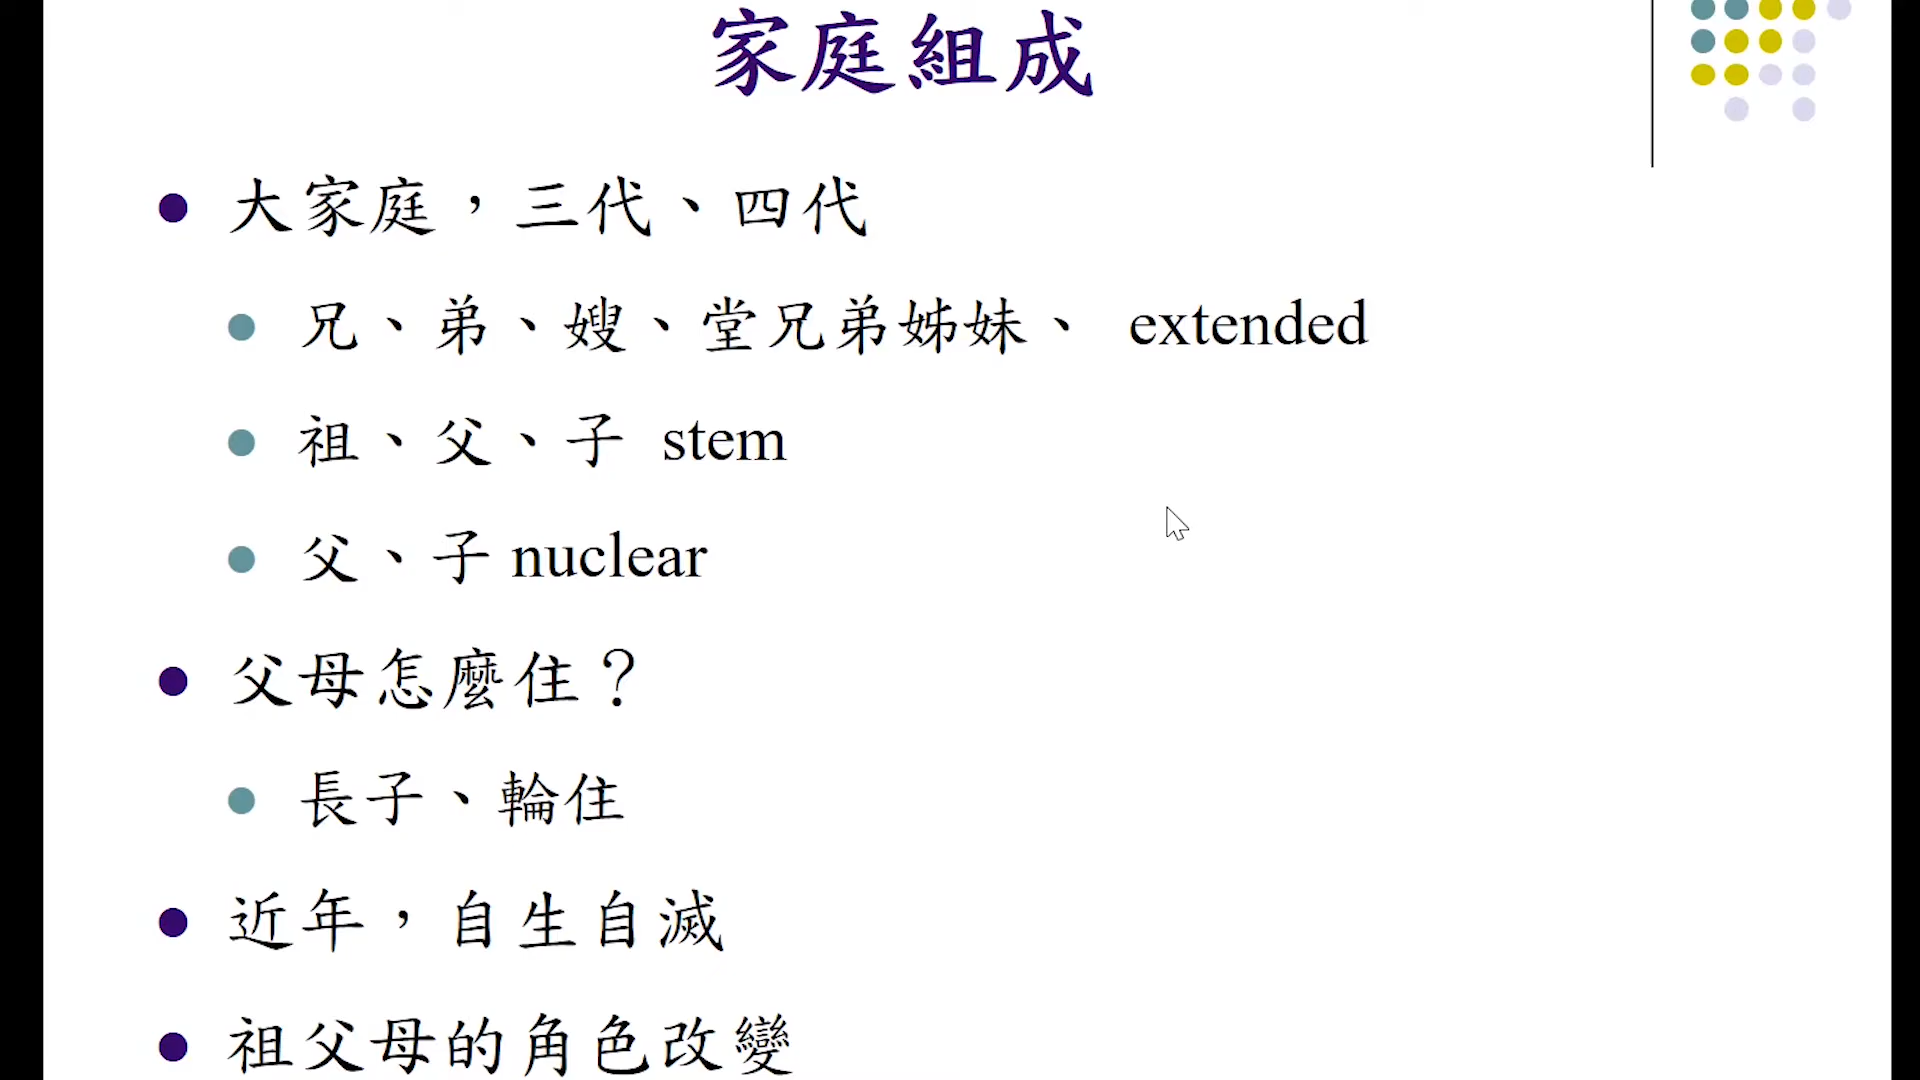 家庭組成
大家庭，三代、四代
兄、弟、嫂、堂兄弟姊妹、 extended
祖、父、子 stem
父、子 nuclear
父母怎麼住？
長子、輪住
近年，自生自滅
祖父母的角色改變